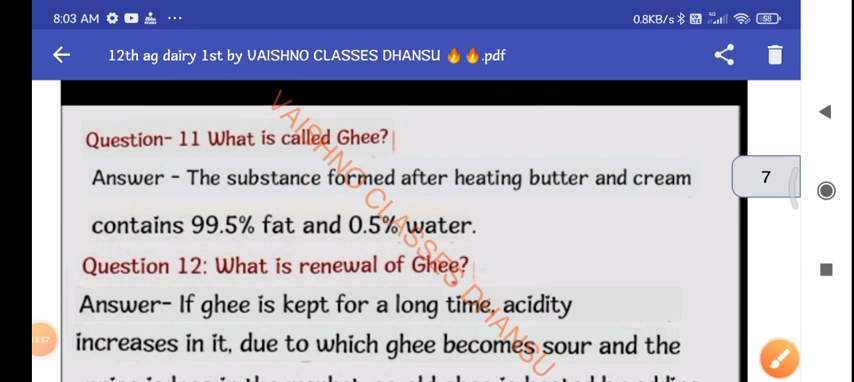 8:03 AM
0.8KB/s
58
12th ag dairy 1st by VAISHNO CLASSES DHANSU 🔥🔥.pdf
Question- 11 What is called Ghee?
Answer - The substance formed after heating butter and cream
contains 99.5% fat and 0.5% water.
7
Question 12: What is renewal of Ghee?
Answer- If ghee is kept for a long time, acidity
increases in it, due to which ghee becomes sour and the
VAISHNO CLASSES DHANSU